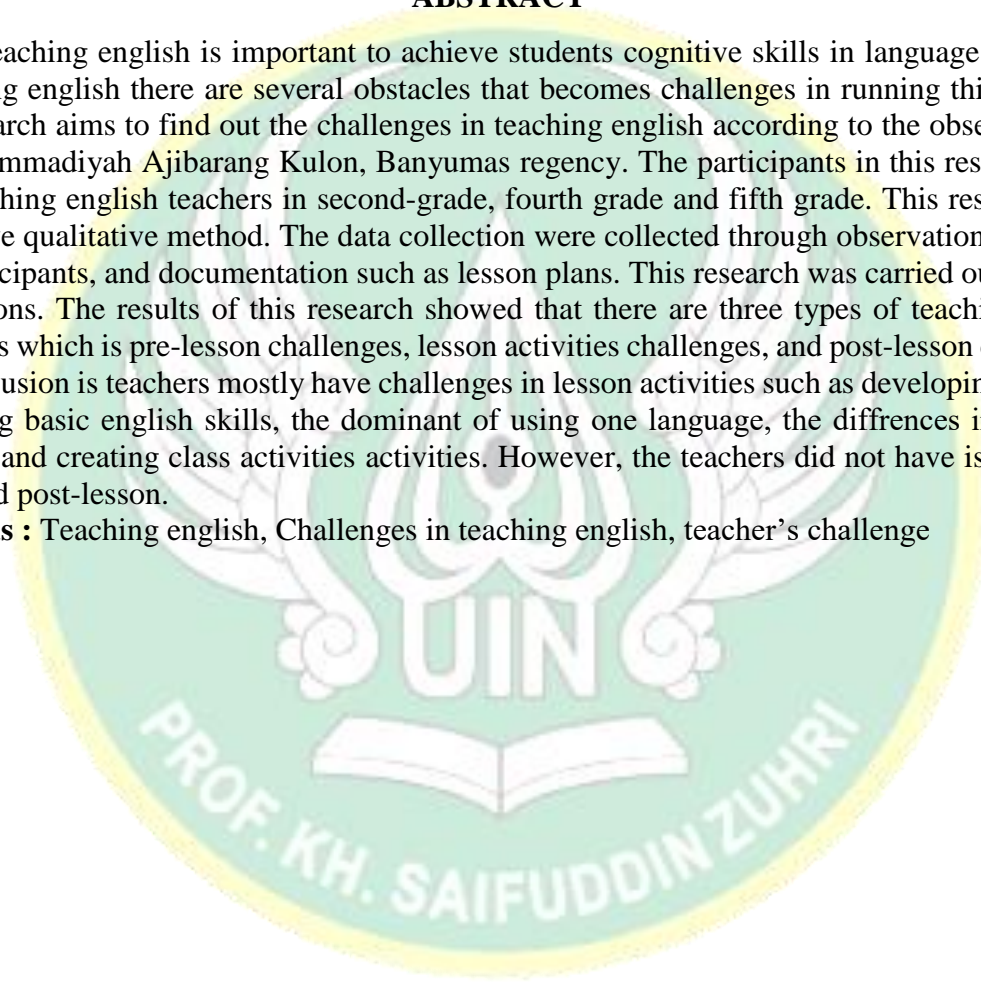 ABSTRACT
eaching english is important to achieve students cognitive skills in language
ng english there are several obstacles that becomes challenges in running thi
arch aims to find out the challenges in teaching english according to the obse
ammadiyah Ajibarang Kulon, Banyumas regency. The participants in this res
ching english teachers in second-grade, fourth grade and fifth grade. This res
ve qualitative method. The data collection were collected through observation
cipants, and documentation such as lesson plans. This research was carried ou
ons. The results of this research showed that there are three types of teachi
s which is pre-lesson challenges, lesson activities challenges, and post-lesson
usion is teachers mostly have challenges in lesson activities such as developin
g basic english skills, the dominant of using one language, the diffrences i
and creating class activities activities. However, the teachers did not have is
d post-lesson.
s : Teaching english, Challenges in teaching english, teacher's challenge
UIN
PROF. KH. SAIFUDDIN ZUHRI